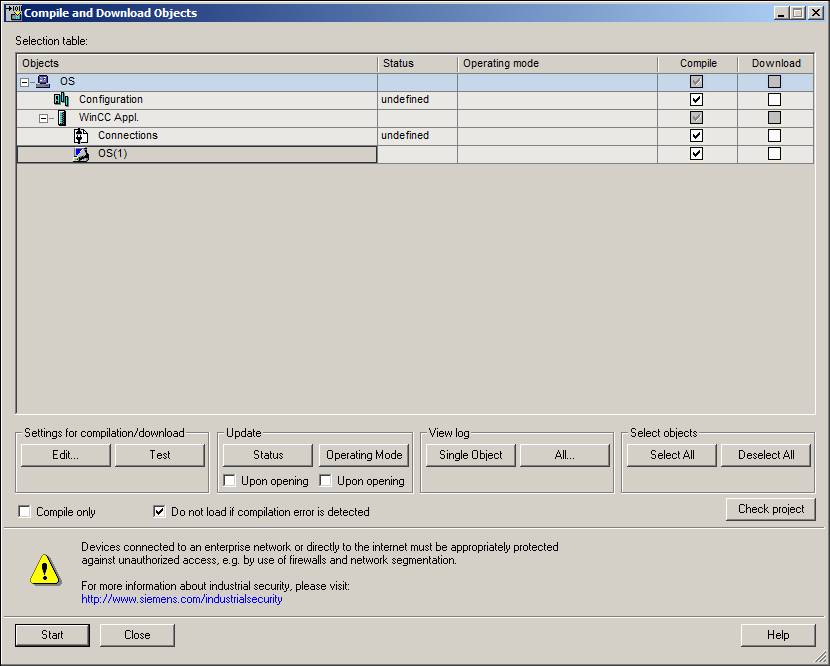 Compile and Download Objects
Selection table:
Objects Status Operating mode Compile Download
OS
Configuration undefined
WinCC Appl.
Connections undefined
OS(1)
Settings for compilation/download Update View log Select objects
Edit... Test Status Operating Mode Single Object All... Select All Deselect All
Upon opening Upon opening
Compile only Do not load if compilation error is detected Check project
Devices connected to an enterprise network or directly to the internet must be appropriately protected
against unauthorized access, e.g. by use of firewalls and network segmentation.
For more information about industrial security, please visit:
http://www.siemens.com/industrialsecurity
Start Close Help